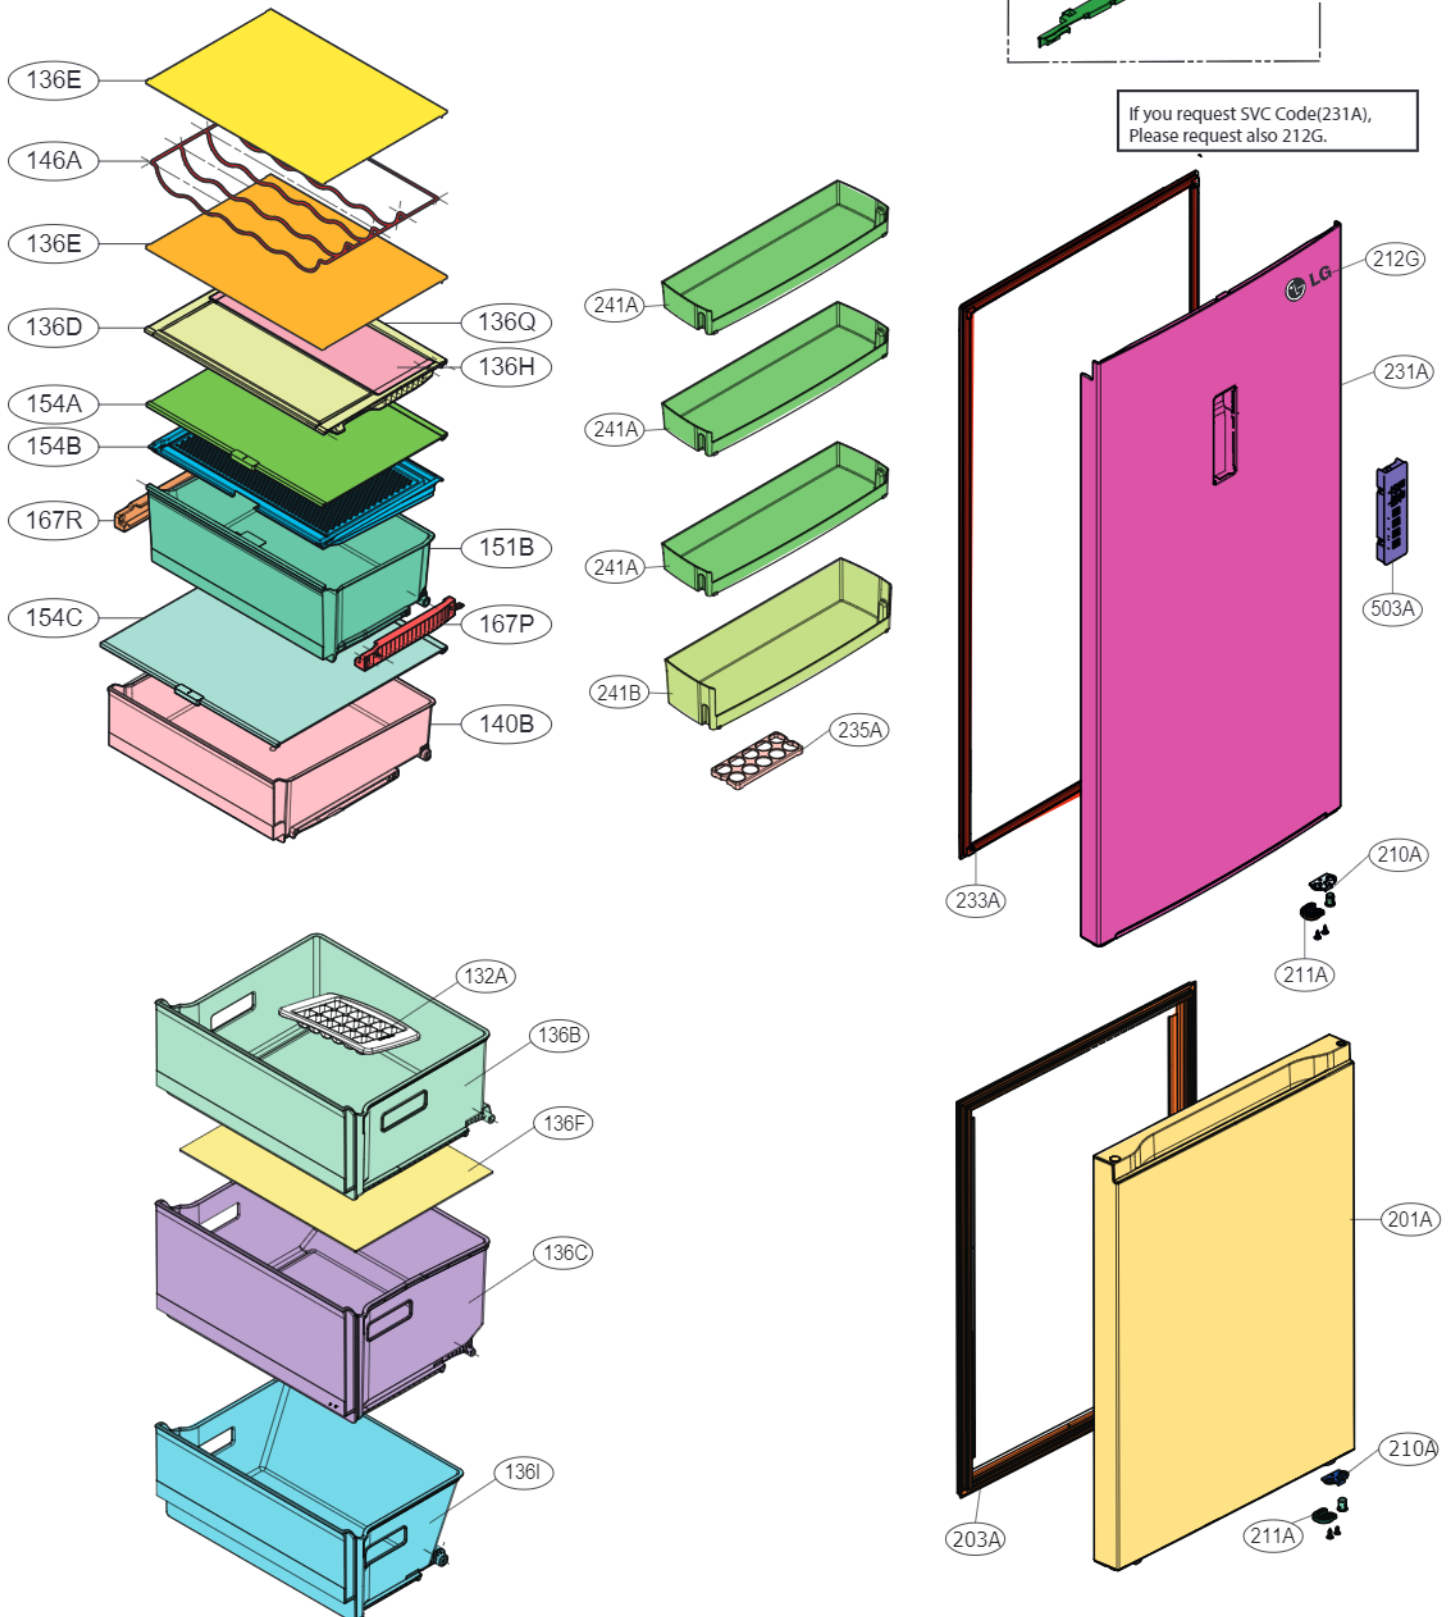 If you request SVC Code(231A),
Please request also 212G.
136E
146A
136E
136D
136Q
136H
154A
154B
167R
151B
154C
167P
140B
241A
241A
241A
241B
235A
LG
212G
231A
503A
233A
210A
211A
132A
136B
136F
136C
136I
201A
203A
210A
211A